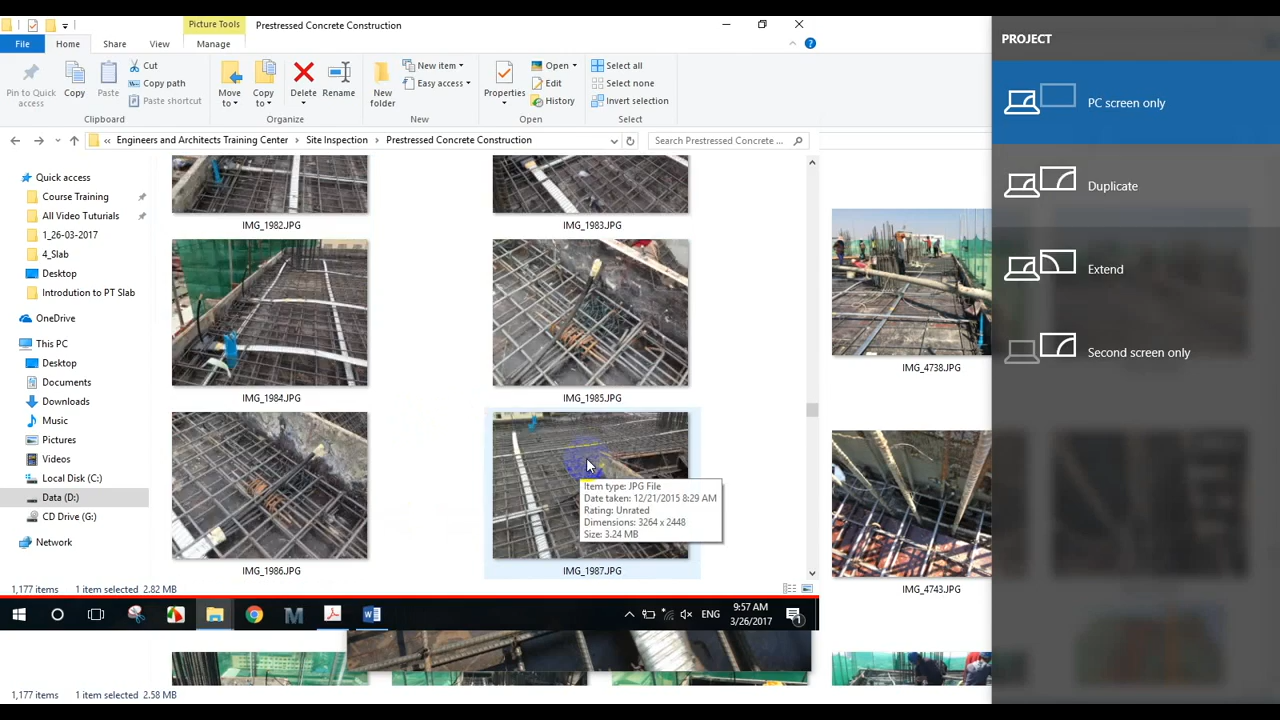 Picture Tools
Prestressed Concrete Construction
File
Home
Share
View
Manage
Pin to Quick access
Copy
Paste
Cut
Copy path
Paste shortcut
Clipboard
Move to
Copy to
Delete
Rename
Organize
New folder
New item
Easy access
New
Properties
Open
Edit
History
Open
Select all
Select none
Invert selection
Select
« Engineers and Architects Training Center > Site Inspection > Prestressed Concrete Construction
Search Prestressed Concrete ...
Quick access
Course Training
All Video Tuturials
1_26-03-2017
4_Slab
Desktop
Introdution to PT Slab
OneDrive
This PC
Desktop
Documents
Downloads
Music
Pictures
Videos
Local Disk (C:)
Data (D:)
CD Drive (G:)
Network
IMG_1982.JPG
IMG_1983.JPG
IMG_1984.JPG
IMG_1985.JPG
IMG_1986.JPG
IMG_1987.JPG
Item type: JPG File
Date taken: 12/21/2015 8:29 AM
Rating: Unrated
Dimensions: 3264 x 2448
Size: 3.24 MB
IMG_4738.JPG
IMG_4743.JPG
1,177 items
1 item selected 2.82 MB
ENG
9:57 AM
3/26/2017
1
1,177 items
1 item selected 2.58 MB
PROJECT
PC screen only
Duplicate
Extend
Second screen only